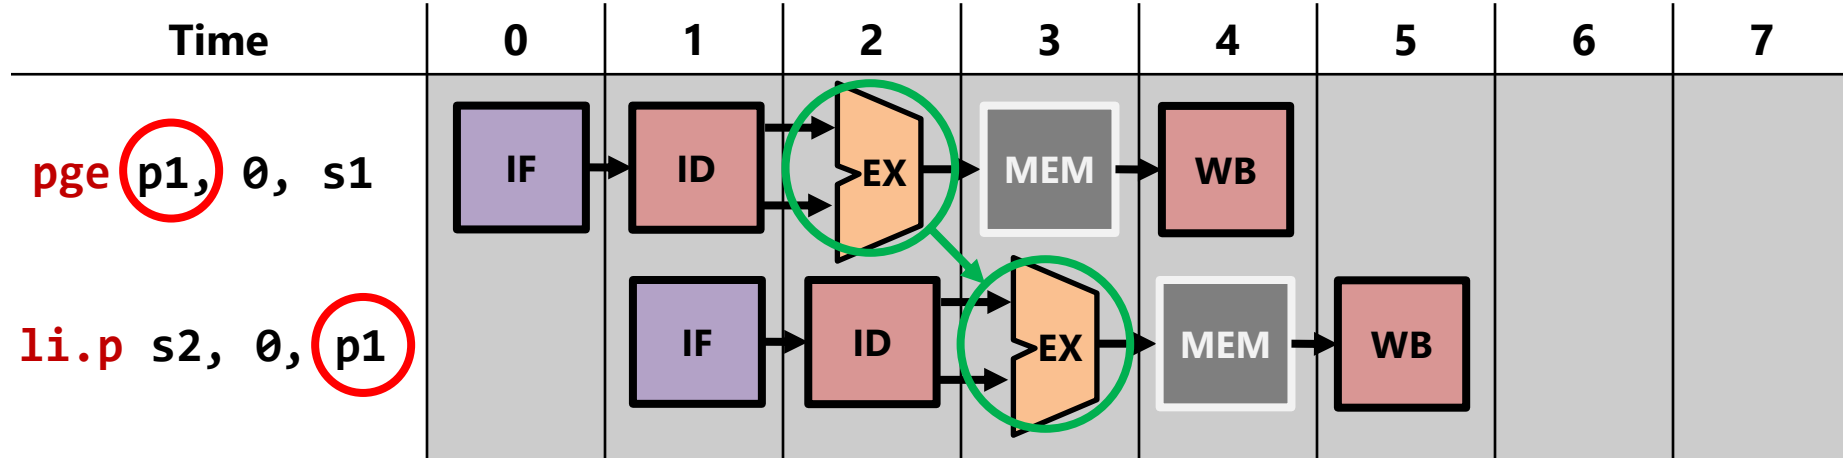 Time 0 1 2 3 4 5 6 7
pge p1, 0, s1 IF ID EX MEM WB
li.p s2, 0, p1 IF ID EX MEM WB